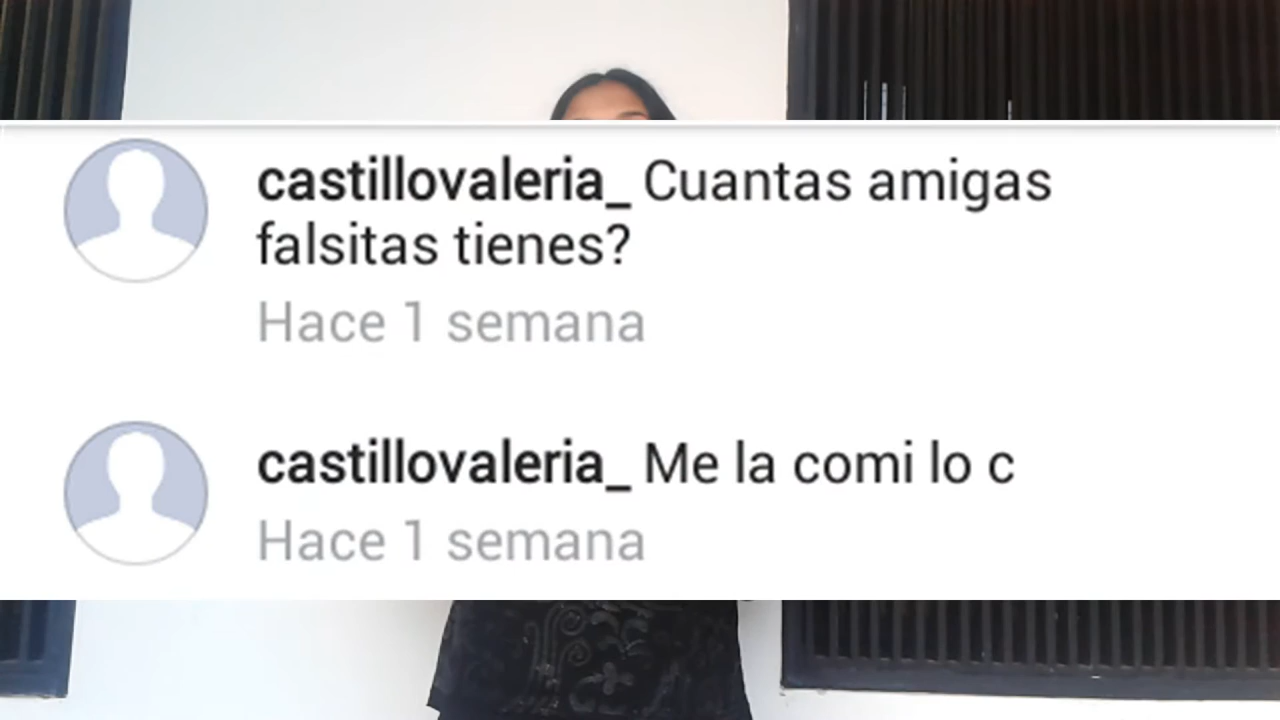 castillovaleria_ Cuantas amigas
falsitas tienes?
Hace 1 semana
castillovaleria_ Me la comi lo c
Hace 1 semana